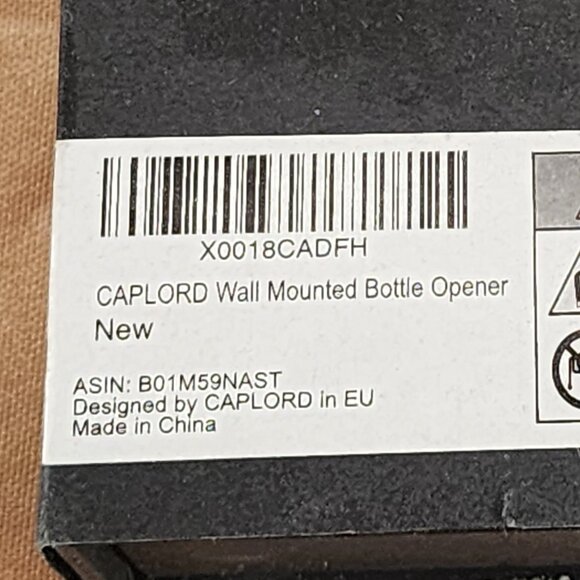 X0018CADFH
CAPLORD Wall Mounted Bottle Opener
New
ASIN: B01M59NAST
Designed by CAPLORD in EU
Made in China